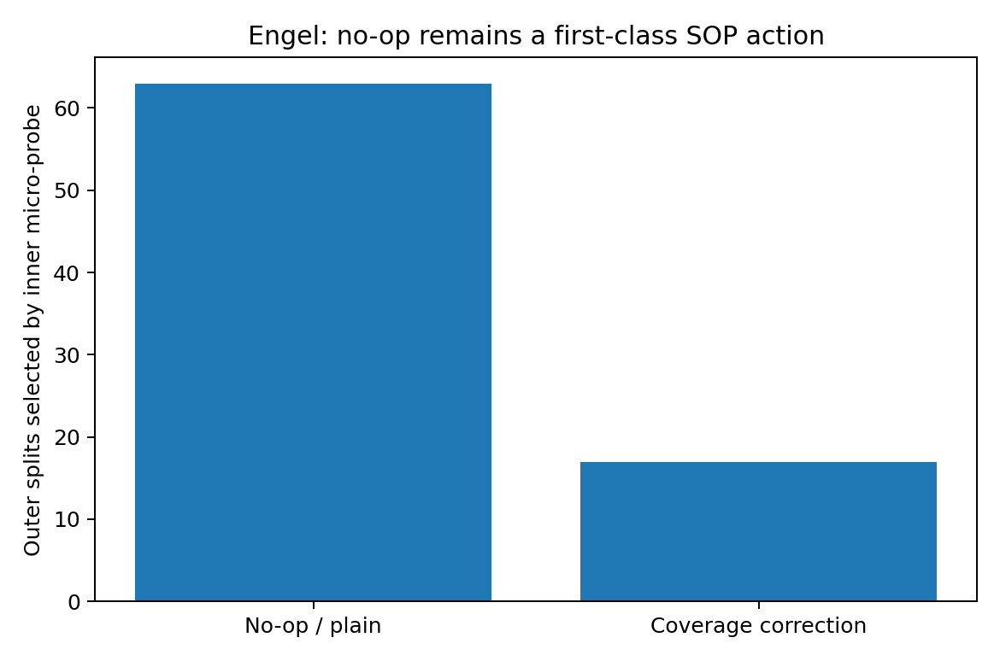 Engel: no-op remains a first-class SOP action
Outer splits selected by inner micro-probe
60
50
40
30
20
10
0
No-op / plain
Coverage correction